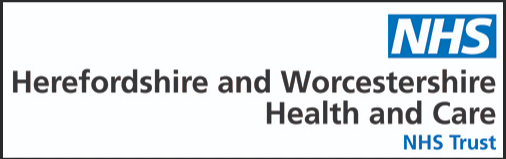 NHS
Herefordshire and Worcestershire
Health and Care
NHS Trust